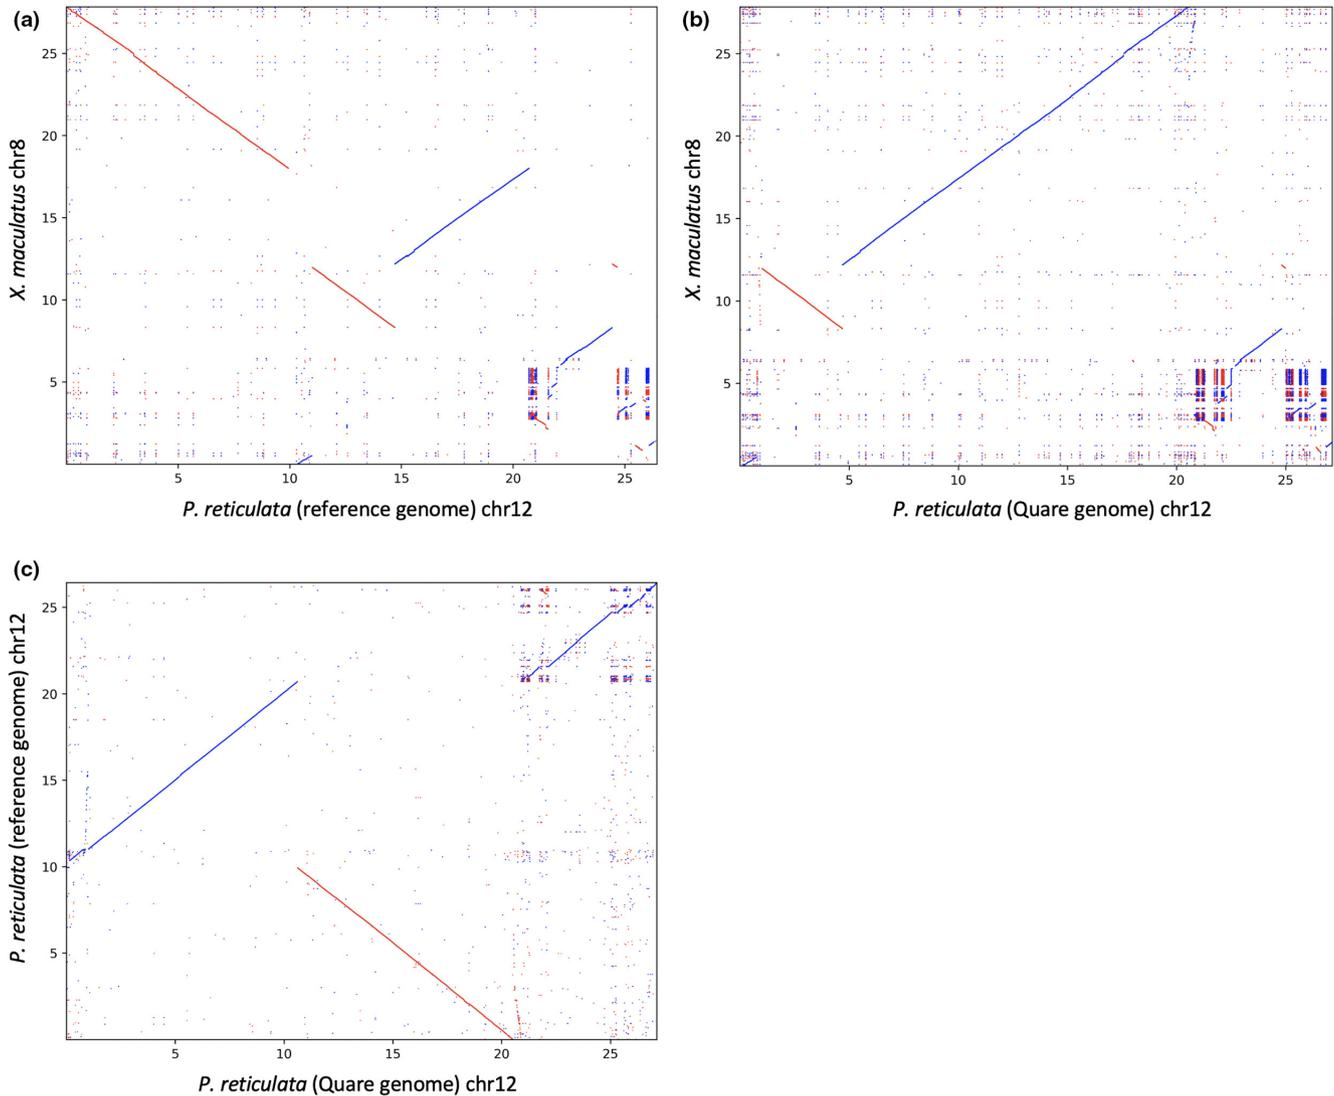 (a)
25
20
15
10
5
X. maculatus chr8
5 10 15 20 25
P. reticulata (reference genome) chr12
(b)
25
20
15
10
5
X. maculatus chr8
5 10 15 20 25
P. reticulata (Quare genome) chr12
(c)
25
20
15
10
5
P. reticulata (reference genome) chr12
5 10 15 20 25
P. reticulata (Quare genome) chr12